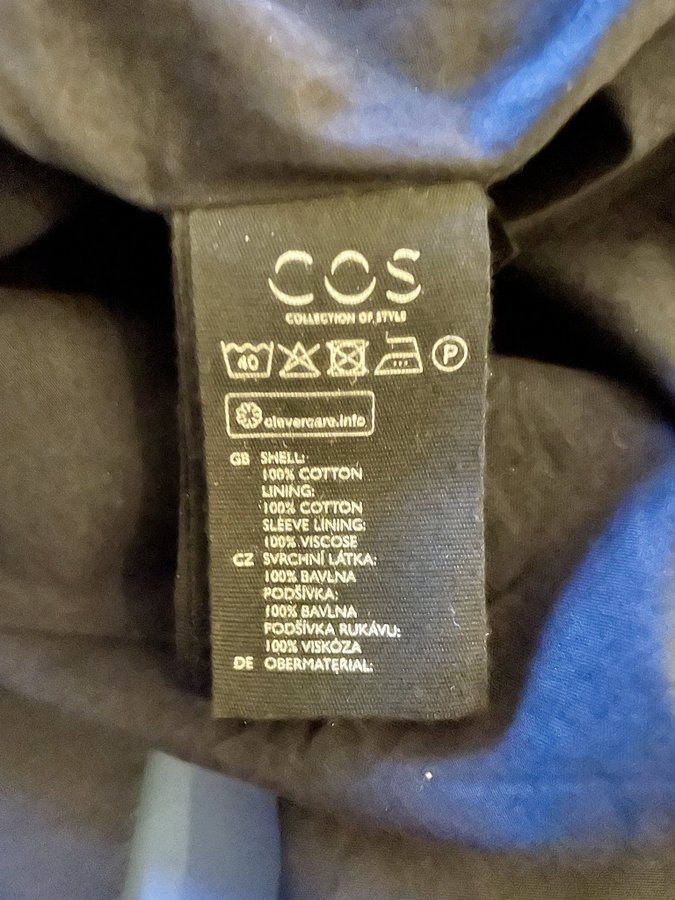 COS
COLLECTION OF STYLE
40 P
clevercare.info
GB SHELL:
100% COTTON
LINING:
100% COTTON
SLEEVE LINING:
100% VISCOSE
CZ SVRCHNÍ LÁTKA:
100% BAVLNA
PODŠÍVKA:
100% BAVLNA
PODŠÍVKA RUKÁVU:
100% VISKÓZA
DE OBERMATERIAL: